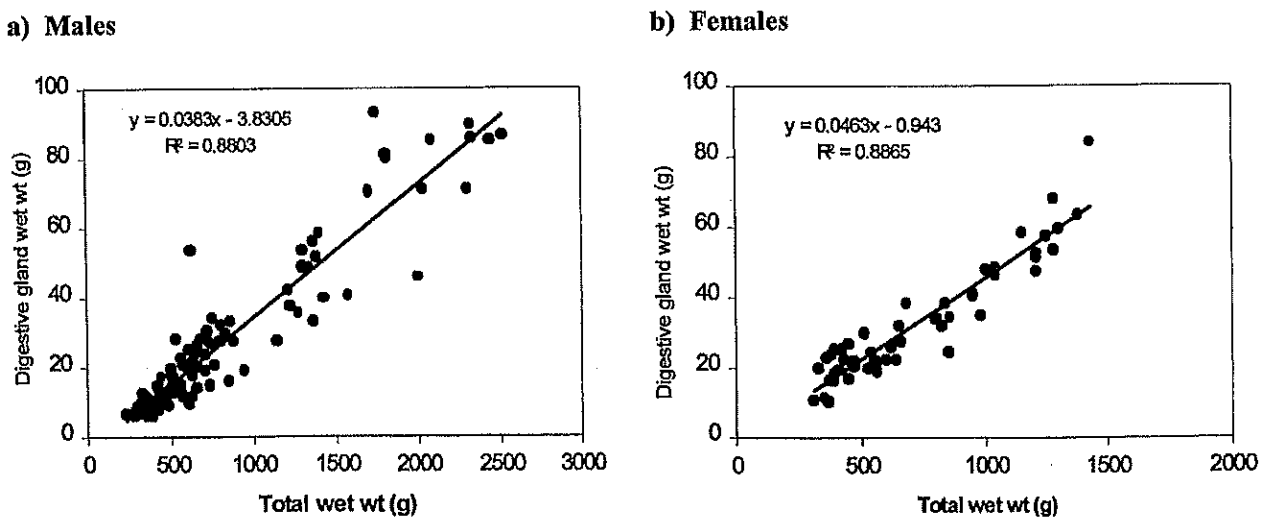 a) Males
100
80
60
40
20
0
Digestive gland wet wt (g)
y = 0.0383x - 3.8305
R² = 0.8803
0 500 1000 1500 2000 2500 3000
Total wet wt (g)
b) Females
100
80
60
40
20
0
Digestive gland wet wt (g)
y = 0.0463x - 0.943
R² = 0.8865
0 500 1000 1500 2000
Total wet wt (g)